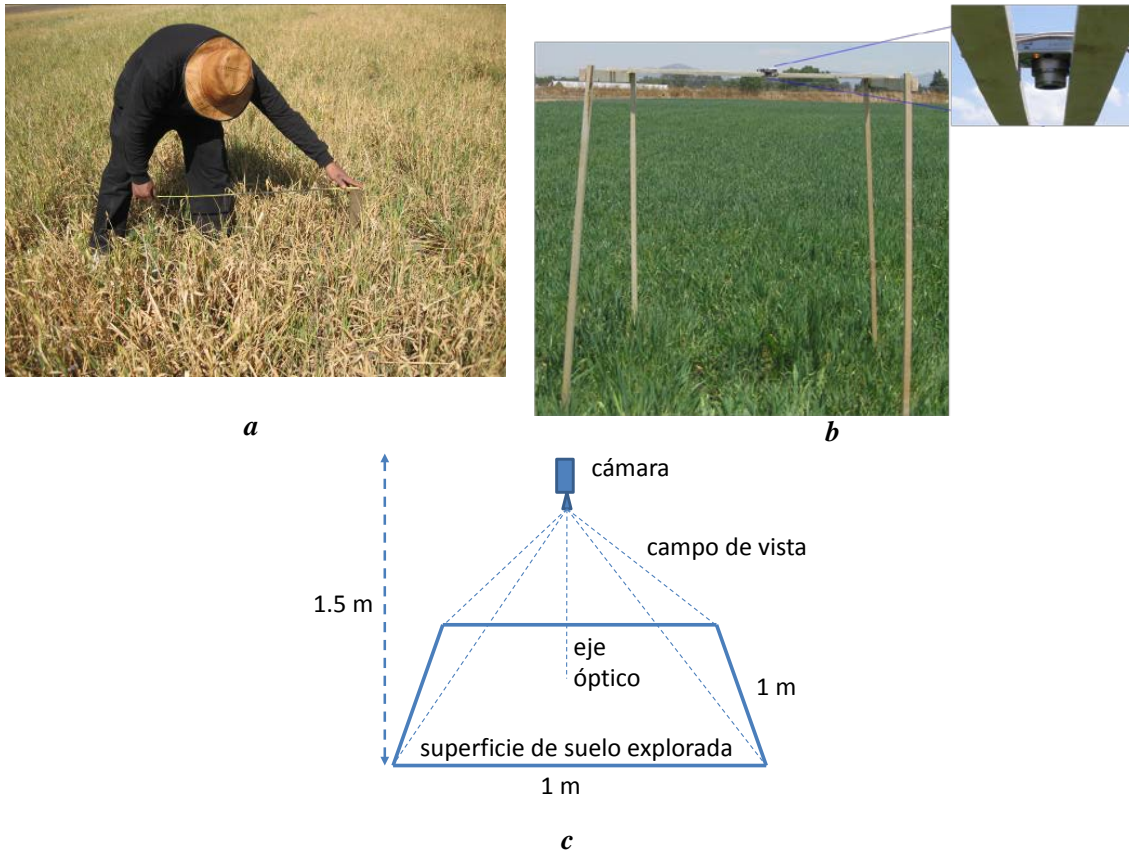 a
b
cámara
campo de vista
1.5 m
eje
óptico
1 m
superficie de suelo explorada
1 m
c